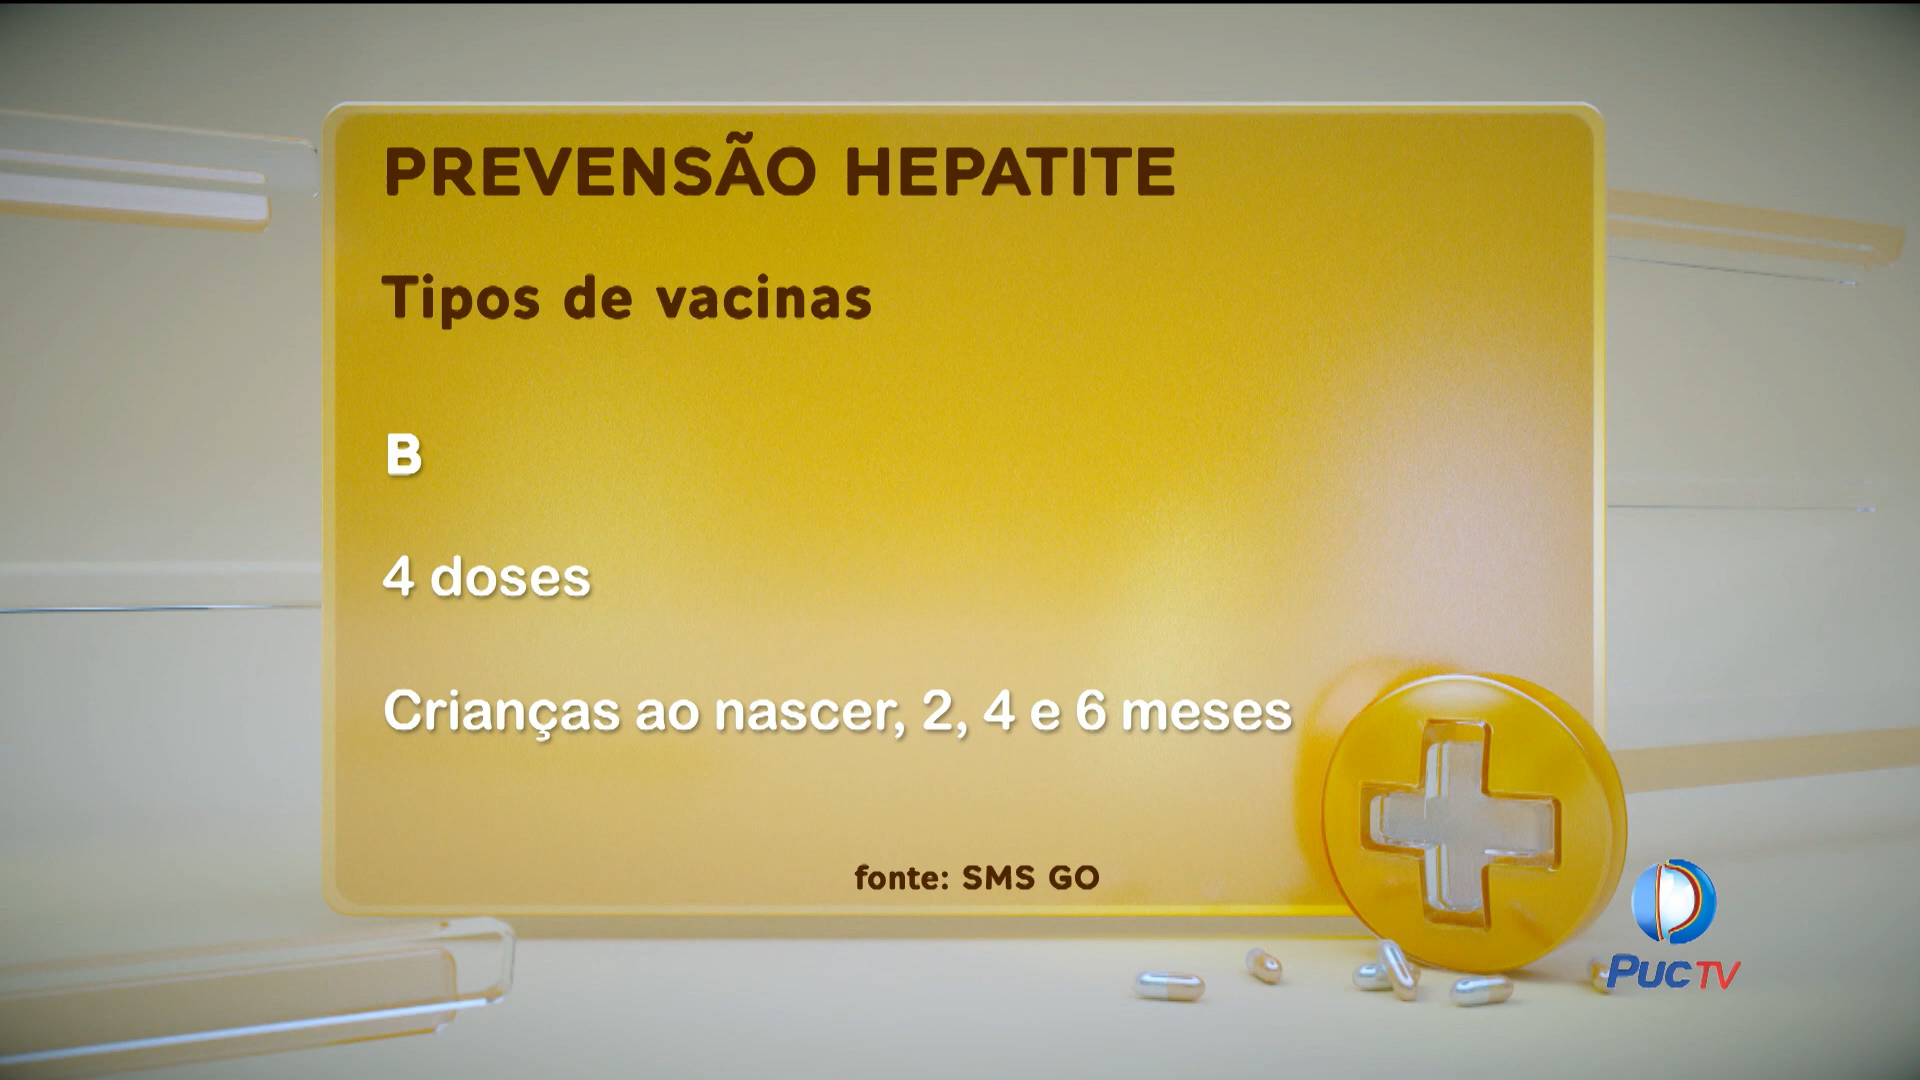 PREVENSÃO HEPATITE
Tipos de vacinas
B
4 doses
Crianças ao nascer, 2, 4 e 6 meses
fonte: SMS GO
PUC TV